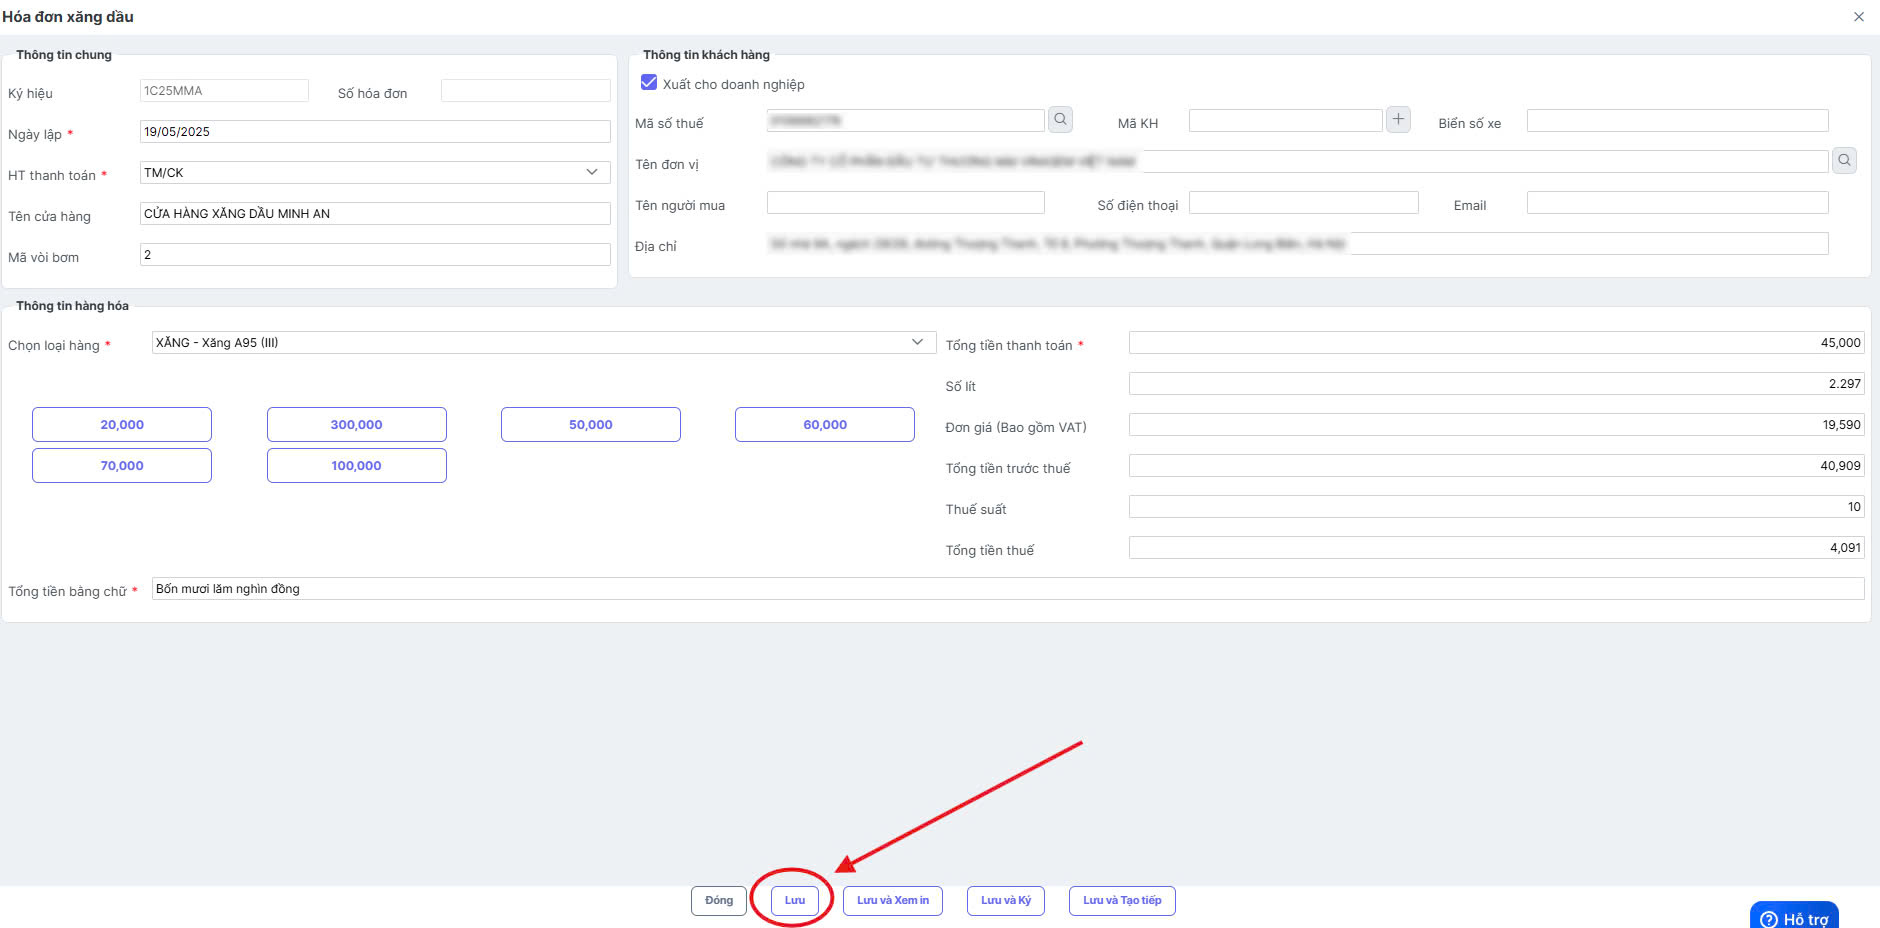 Hóa đơn xăng dầu
Thông tin chung
Ký hiệu 1C25MMA Số hóa đơn
Ngày lập * 19/05/2025
HT thanh toán * TM/CK
Tên cửa hàng CỬA HÀNG XĂNG DẦU MINH AN
Mã vòi bơm 2
Thông tin khách hàng
Xuất cho doanh nghiệp
Mã số thuế Mã KH Biển số xe
Tên đơn vị
Tên người mua Số điện thoại Email
Địa chỉ
Thông tin hàng hóa
Chọn loại hàng * XĂNG - Xăng A95 (III)
20,000 300,000 50,000 60,000
70,000 100,000
Tổng tiền thanh toán * 45,000
Số lít 2.297
Đơn giá (Bao gồm VAT) 19,590
Tổng tiền trước thuế 40,909
Thuế suất 10
Tổng tiền thuế 4,091
Tổng tiền bằng chữ * Bốn mươi lăm nghìn đồng
Đóng Lưu Lưu và Xem in Lưu và Ký Lưu và Tạo tiếp
Hỗ trợ